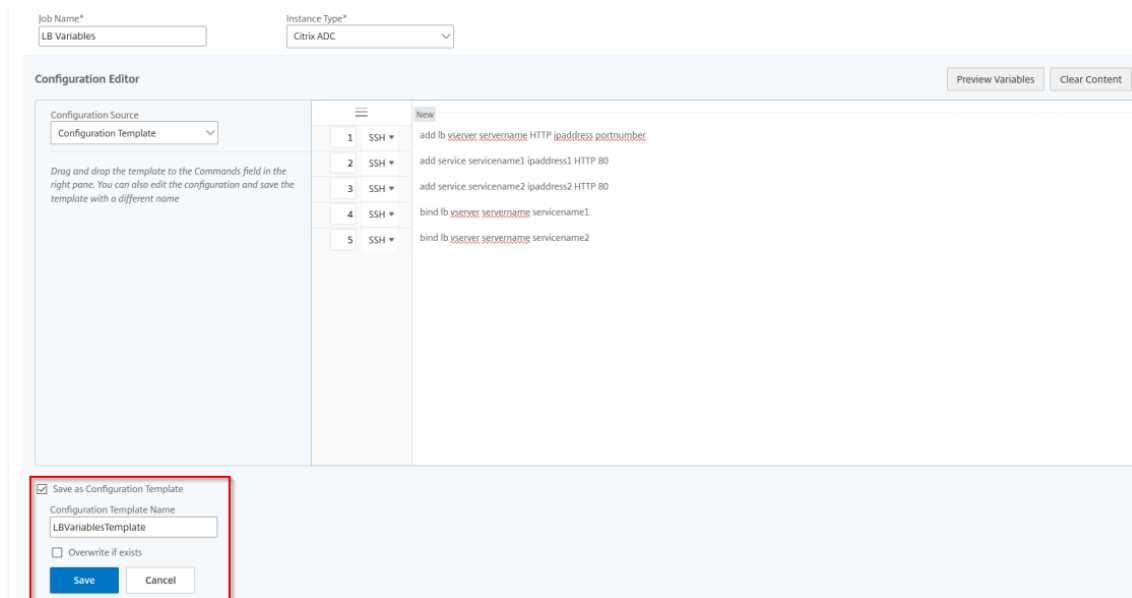 Job Name*
Instance Type*
LB Variables
Citrix ADC
Configuration Editor
Preview Variables
Clear Content
Configuration Source
Configuration Template
Drag and drop the template to the Commands field in the
right pane. You can also edit the configuration and save the
template with a different name
New
1 SSH add lb vserver servername HTTP ipaddress portnumber
2 SSH add service servicename1 ipaddress1 HTTP 80
3 SSH add service servicename2 ipaddress2 HTTP 80
4 SSH bind lb vserver servername servicename1
5 SSH bind lb vserver servername servicename2
Save as Configuration Template
Configuration Template Name
LBVariablesTemplate
Overwrite if exists
Save
Cancel